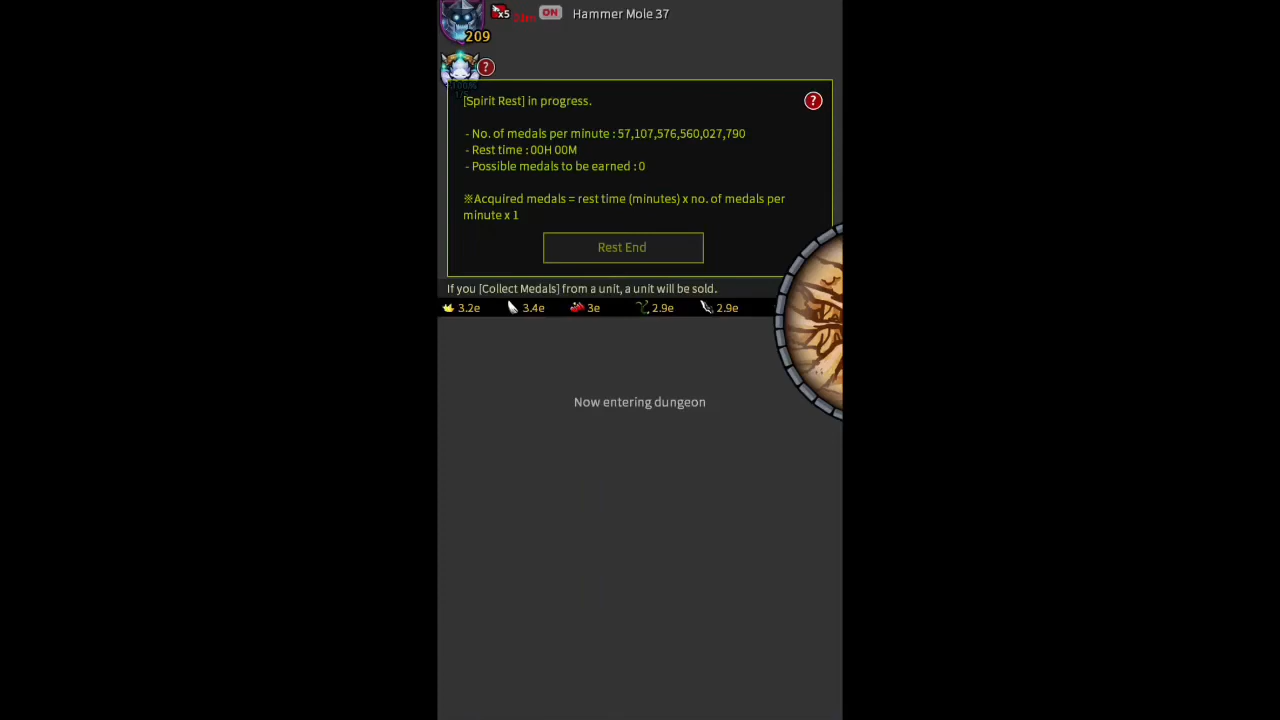 x5
ON
Hammer Mole 37
209
?
[Spirit Rest] in progress.
?
- No. of medals per minute : 57,107,576,560,027,790
- Rest time : 00H 00M
- Possible medals to be earned : 0
※Acquired medals = rest time (minutes) x no. of medals per
minute x 1
Rest End
If you [Collect Medals] from a unit, a unit will be sold.
3.2e 3.4e 3e 2.9e 2.9e
Now entering dungeon